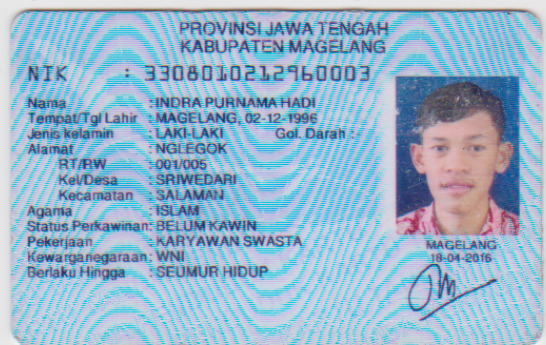 PROVINSI JAWA TENGAH
KABUPATEN MAGELANG
NIK : 3308010212960003
Nama : INDRA PURNAMA HADI
Tempat/Tgl Lahir : MAGELANG, 02-12-1996
Jenis kelamin : LAKI-LAKI Gol. Darah : -
Alamat : NGLEGOK
RT/RW : 001/005
Kel/Desa : SRIWEDARI
Kecamatan : SALAMAN
Agama : ISLAM
Status Perkawinan: BELUM KAWIN
Pekerjaan : KARYAWAN SWASTA
Kewarganegaraan: WNI
Berlaku Hingga : SEUMUR HIDUP
MAGELANG
18-04-2016